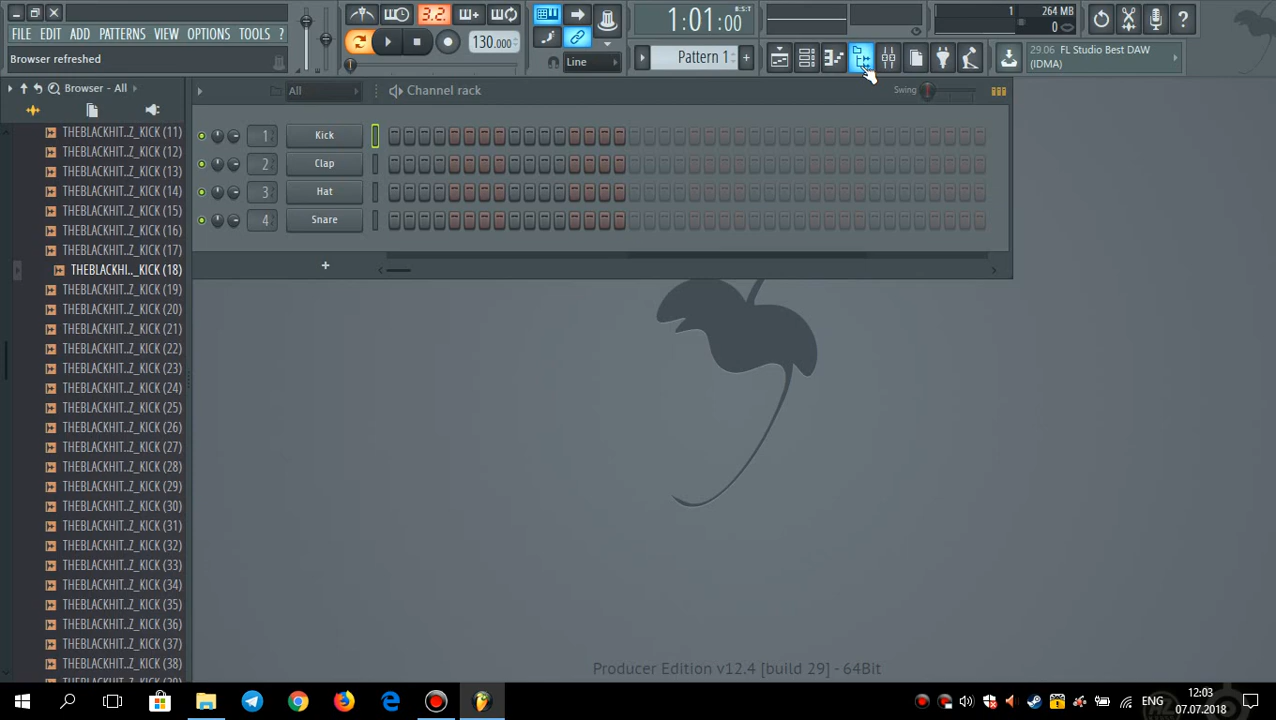 FILE EDIT ADD PATTERNS VIEW OPTIONS TOOLS ?
Browser refreshed
3.2.
130.000
Line
1:01:00
B:S:T
Pattern 1
+
1
264 MB
0
29.06 FL Studio Best DAW
(IDMA)
Browser - All
All
Channel rack
Swing
1 Kick
2 Clap
3 Hat
4 Snare
+
THEBLACKHIT..Z_KICK (11)
THEBLACKHIT..Z_KICK (12)
THEBLACKHIT..Z_KICK (13)
THEBLACKHIT..Z_KICK (14)
THEBLACKHIT..Z_KICK (15)
THEBLACKHIT..Z_KICK (16)
THEBLACKHIT..Z_KICK (17)
THEBLACKHI.._KICK (18)
THEBLACKHIT..Z_KICK (19)
THEBLACKHIT..Z_KICK (20)
THEBLACKHIT..Z_KICK (21)
THEBLACKHIT..Z_KICK (22)
THEBLACKHIT..Z_KICK (23)
THEBLACKHIT..Z_KICK (24)
THEBLACKHIT..Z_KICK (25)
THEBLACKHIT..Z_KICK (26)
THEBLACKHIT..Z_KICK (27)
THEBLACKHIT..Z_KICK (28)
THEBLACKHIT..Z_KICK (29)
THEBLACKHIT..Z_KICK (30)
THEBLACKHIT..Z_KICK (31)
THEBLACKHIT..Z_KICK (32)
THEBLACKHIT..Z_KICK (33)
THEBLACKHIT..Z_KICK (34)
THEBLACKHIT..Z_KICK (35)
THEBLACKHIT..Z_KICK (36)
THEBLACKHIT..Z_KICK (37)
THEBLACKHIT..Z_KICK (38)
Producer Edition v12.4 [build 29] - 64Bit
ENG
12:03
07.07.2018